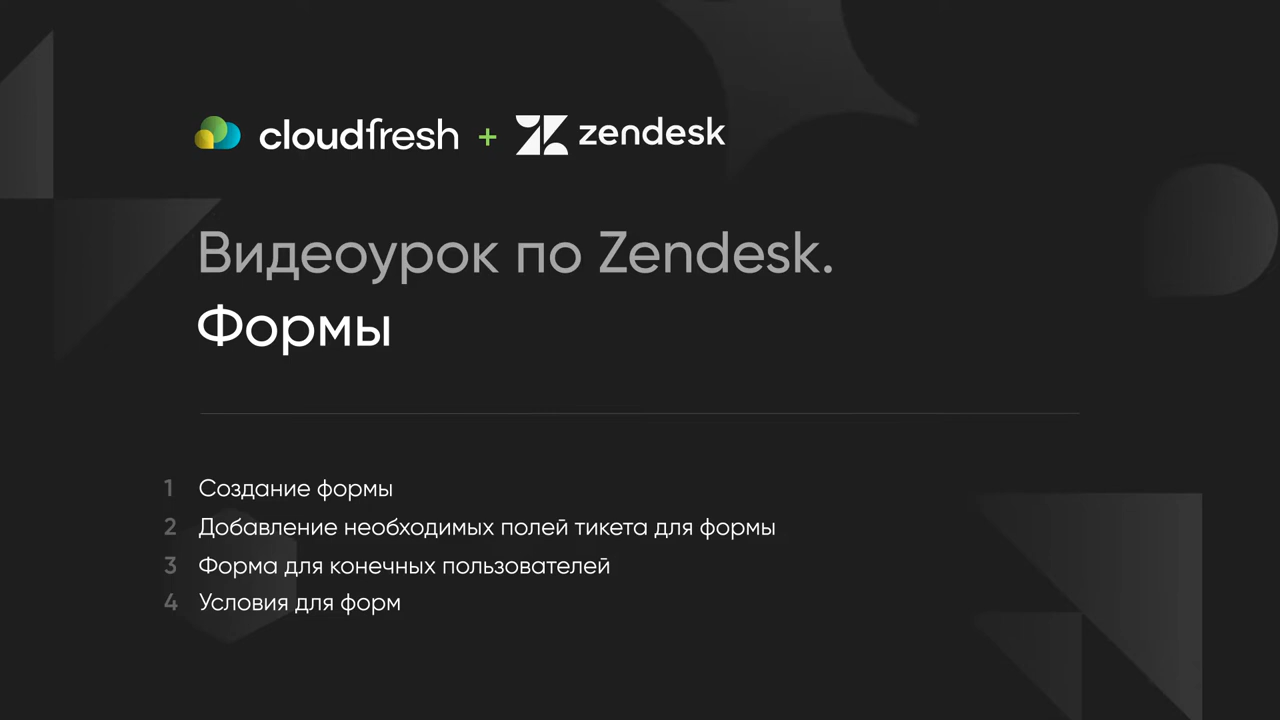 cloudfresh + zendesk
Видеоурок по Zendesk.
Формы
1 Создание формы
2 Добавление необходимых полей тикета для формы
3 Форма для конечных пользователей
4 Условия для форм